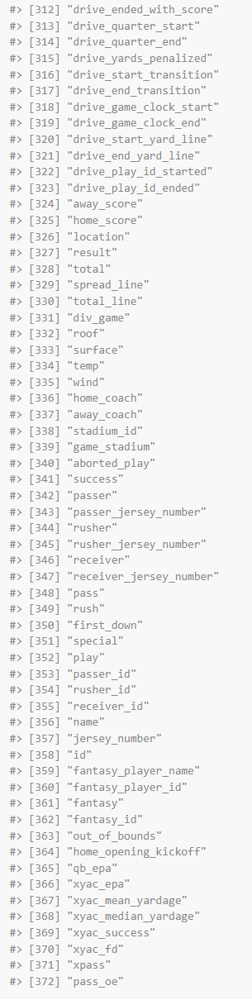 #> [312] "drive_ended_with_score"
#> [313] "drive_quarter_start"
#> [314] "drive_quarter_end"
#> [315] "drive_yards_penalized"
#> [316] "drive_start_transition"
#> [317] "drive_end_transition"
#> [318] "drive_game_clock_start"
#> [319] "drive_game_clock_end"
#> [320] "drive_start_yard_line"
#> [321] "drive_end_yard_line"
#> [322] "drive_play_id_started"
#> [323] "drive_play_id_ended"
#> [324] "away_score"
#> [325] "home_score"
#> [326] "location"
#> [327] "result"
#> [328] "total"
#> [329] "spread_line"
#> [330] "total_line"
#> [331] "div_game"
#> [332] "roof"
#> [333] "surface"
#> [334] "temp"
#> [335] "wind"
#> [336] "home_coach"
#> [337] "away_coach"
#> [338] "stadium_id"
#> [339] "game_stadium"
#> [340] "aborted_play"
#> [341] "success"
#> [342] "passer"
#> [343] "passer_jersey_number"
#> [344] "rusher"
#> [345] "rusher_jersey_number"
#> [346] "receiver"
#> [347] "receiver_jersey_number"
#> [348] "pass"
#> [349] "rush"
#> [350] "first_down"
#> [351] "special"
#> [352] "play"
#> [353] "passer_id"
#> [354] "rusher_id"
#> [355] "receiver_id"
#> [356] "name"
#> [357] "jersey_number"
#> [358] "id"
#> [359] "fantasy_player_name"
#> [360] "fantasy_player_id"
#> [361] "fantasy"
#> [362] "fantasy_id"
#> [363] "out_of_bounds"
#> [364] "home_opening_kickoff"
#> [365] "qb_epa"
#> [366] "xyac_epa"
#> [367] "xyac_mean_yardage"
#> [368] "xyac_median_yardage"
#> [369] "xyac_success"
#> [370] "xyac_fd"
#> [371] "xpass"
#> [372] "pass_oe"